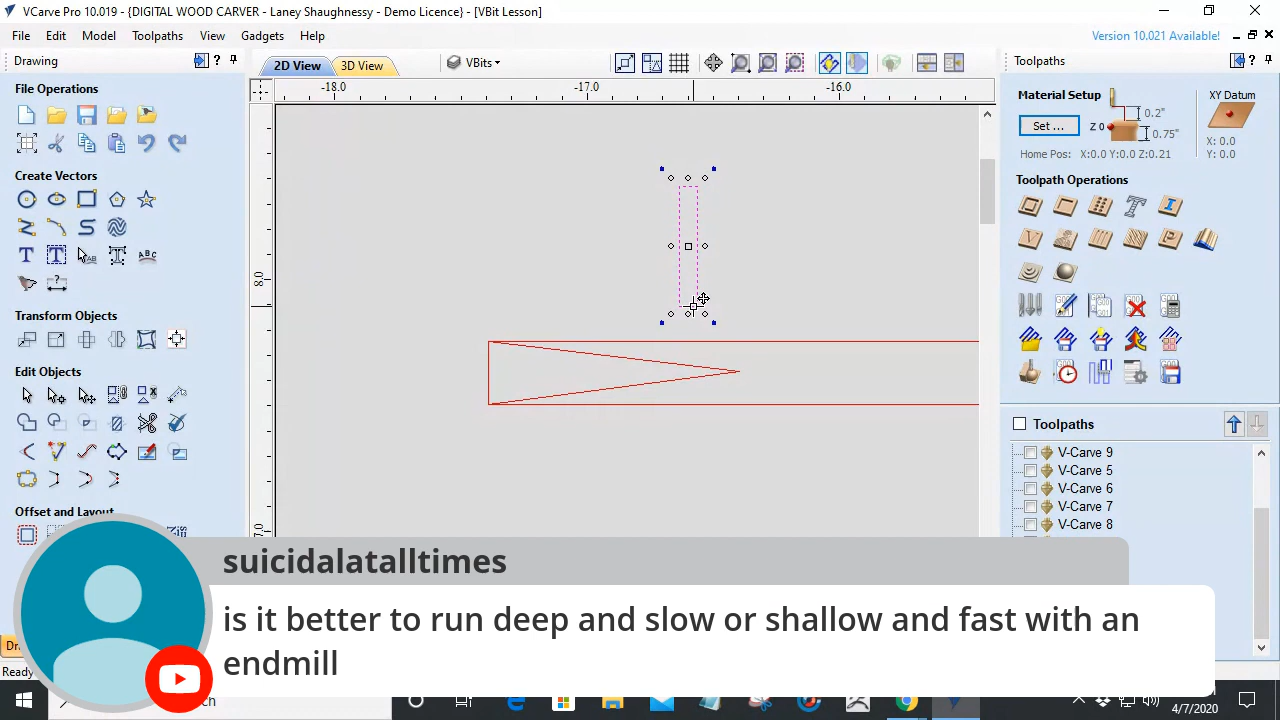 VCarve Pro 10.019 - {DIGITAL WOOD CARVER - Laney Shaughnessy - Demo Licence} - [VBit Lesson]
File Edit Model Toolpaths View Gadgets Help
Version 10.021 Available!
Drawing
2D View
3D View
VBits
Toolpaths
File Operations
-18.0
-17.0
-16.0
Material Setup
XY Datum
Set ...
Z 0
0.2"
0.75"
X: 0.0
Y: 0.0
Home Pos: X:0.0 Y:0.0 Z:0.21
Create Vectors
Toolpath Operations
8.0
Transform Objects
Edit Objects
Toolpaths
V-Carve 9
V-Carve 5
V-Carve 6
V-Carve 7
V-Carve 8
Offset and Layout
7.0
suicidalatalltimes
is it better to run deep and slow or shallow and fast with an
endmill
4/7/2020